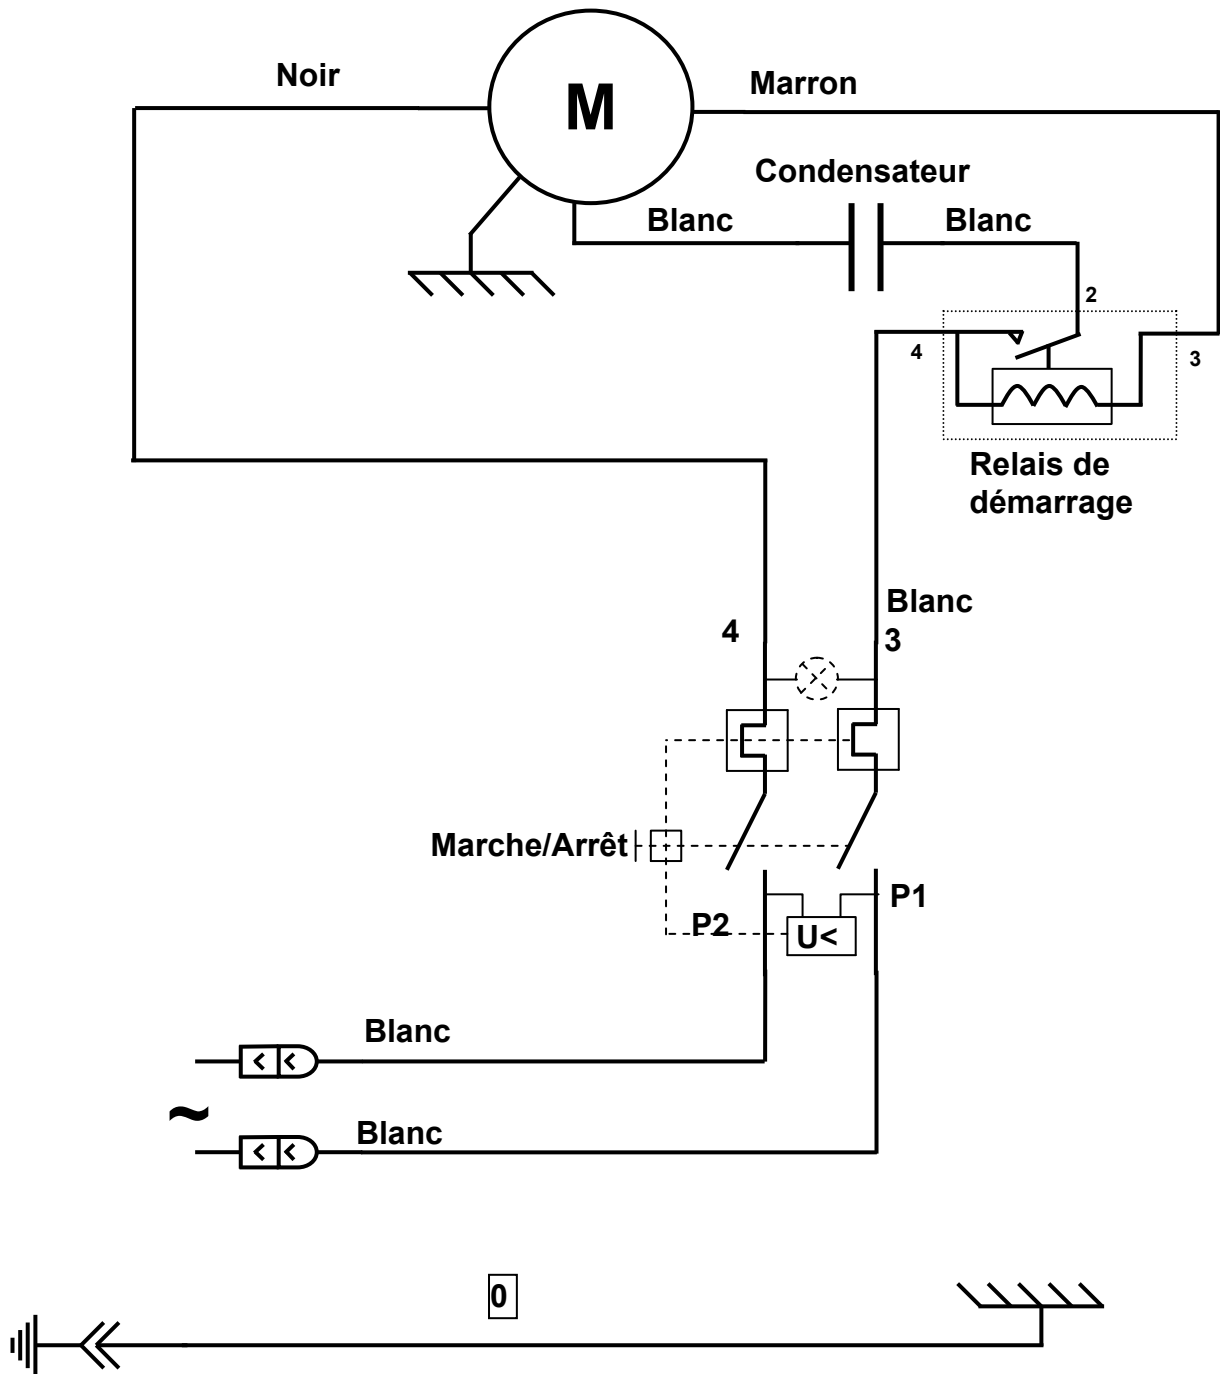 Noir
M
Marron
Condensateur
Blanc
Blanc
2
4
3
Relais de
démarrage
Blanc
4
3
Marche/Arrêt
P1
P2
U<
Blanc
~
Blanc
0